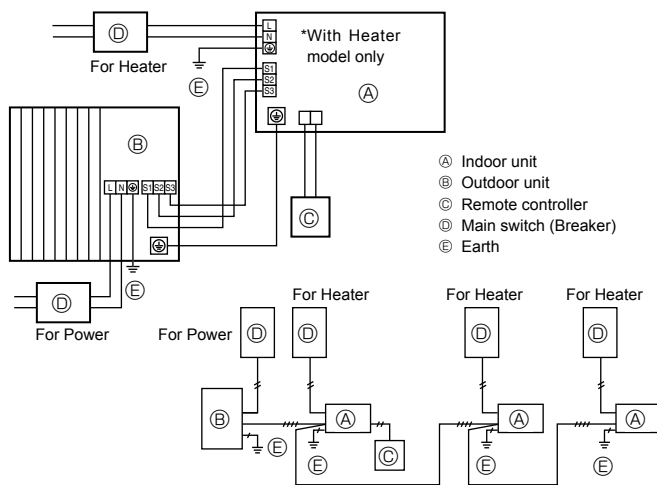 Ⓓ
For Heater
L
N
*With Heater
model only
Ⓔ
S1
S2
S3
Ⓐ
Ⓑ
L N S1 S2 S3
Ⓒ
Ⓔ
Ⓓ
For Power
Ⓐ Indoor unit
Ⓑ Outdoor unit
Ⓒ Remote controller
Ⓓ Main switch (Breaker)
Ⓔ Earth
For Heater For Heater For Heater
For Power Ⓓ Ⓓ Ⓓ Ⓓ
Ⓑ Ⓐ Ⓐ Ⓐ
Ⓔ Ⓔ Ⓒ Ⓔ Ⓔ